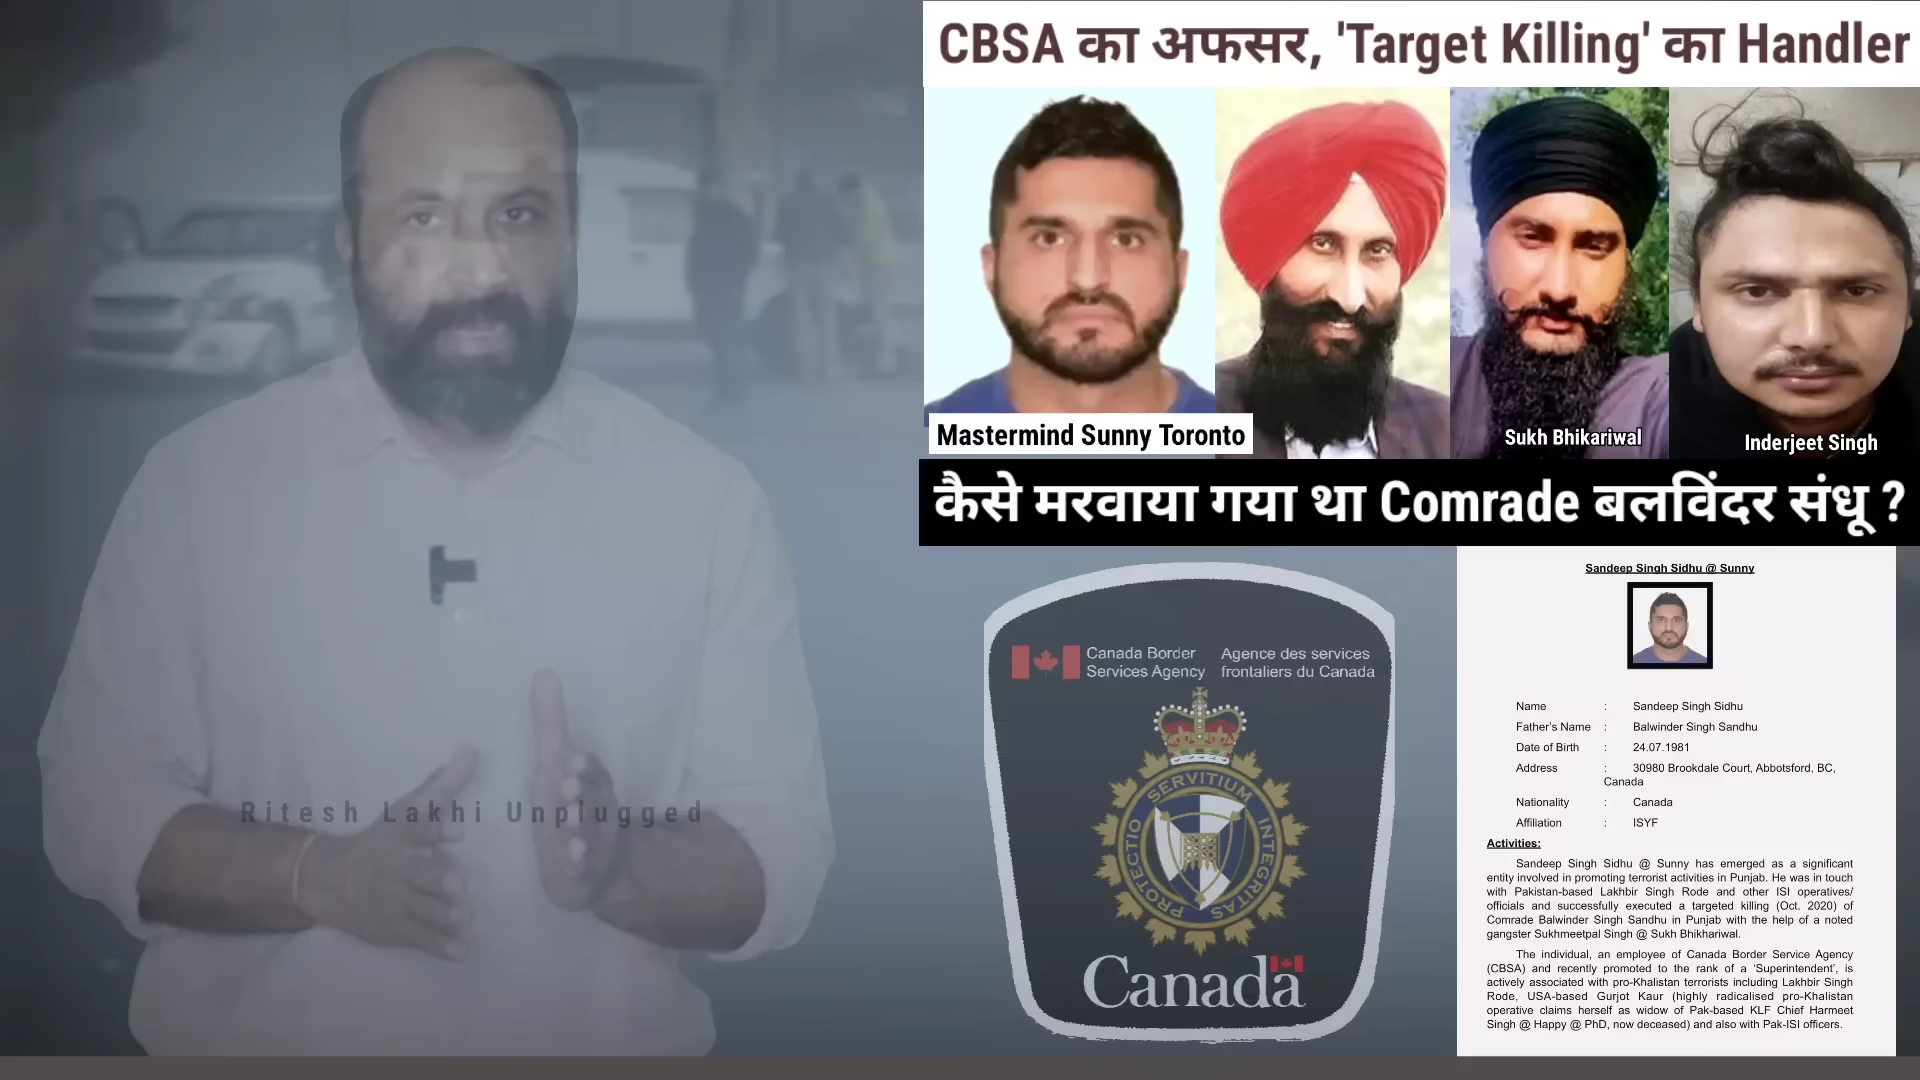 CBSA का अफसर, 'Target Killing' का Handler
Mastermind Sunny Toronto
Sukh Bhikariwal
Inderjeet Singh
कैसे मरवाया गया था Comrade बलविंदर संधू ?
Ritesh Lakhi Unplugged
Canada Border
Services Agency
Agence des services
frontaliers du Canada
PROTECTIO SERVITIUM INTEGRITAS
Canada
Sandeep Singh Sidhu @ Sunny
Name : Sandeep Singh Sidhu
Father's Name : Balwinder Singh Sandhu
Date of Birth : 24.07.1981
Address : 30980 Brookdale Court, Abbotsford, BC,
Canada
Nationality : Canada
Affiliation : ISYF
Activities:
Sandeep Singh Sidhu @ Sunny has emerged as a significant
entity involved in promoting terrorist activities in Punjab. He was in touch
with Pakistan-based Lakhbir Singh Rode and other ISI operatives/
officials and successfully executed a targeted killing (Oct. 2020) of
Comrade Balwinder Singh Sandhu in Punjab with the help of a noted
gangster Sukhmeetpal Singh @ Sukh Bhikhariwal.
The individual, an employee of Canada Border Service Agency
(CBSA) and recently promoted to the rank of a 'Superintendent', is
actively associated with pro-Khalistan terrorists including Lakhbir Singh
Rode, USA-based Gurjot Kaur (highly radicalised pro-Khalistan
operative claims herself as widow of Pak-based KLF Chief Harmeet
Singh @ Happy @ PhD, now deceased) and also with Pak-ISI officers.